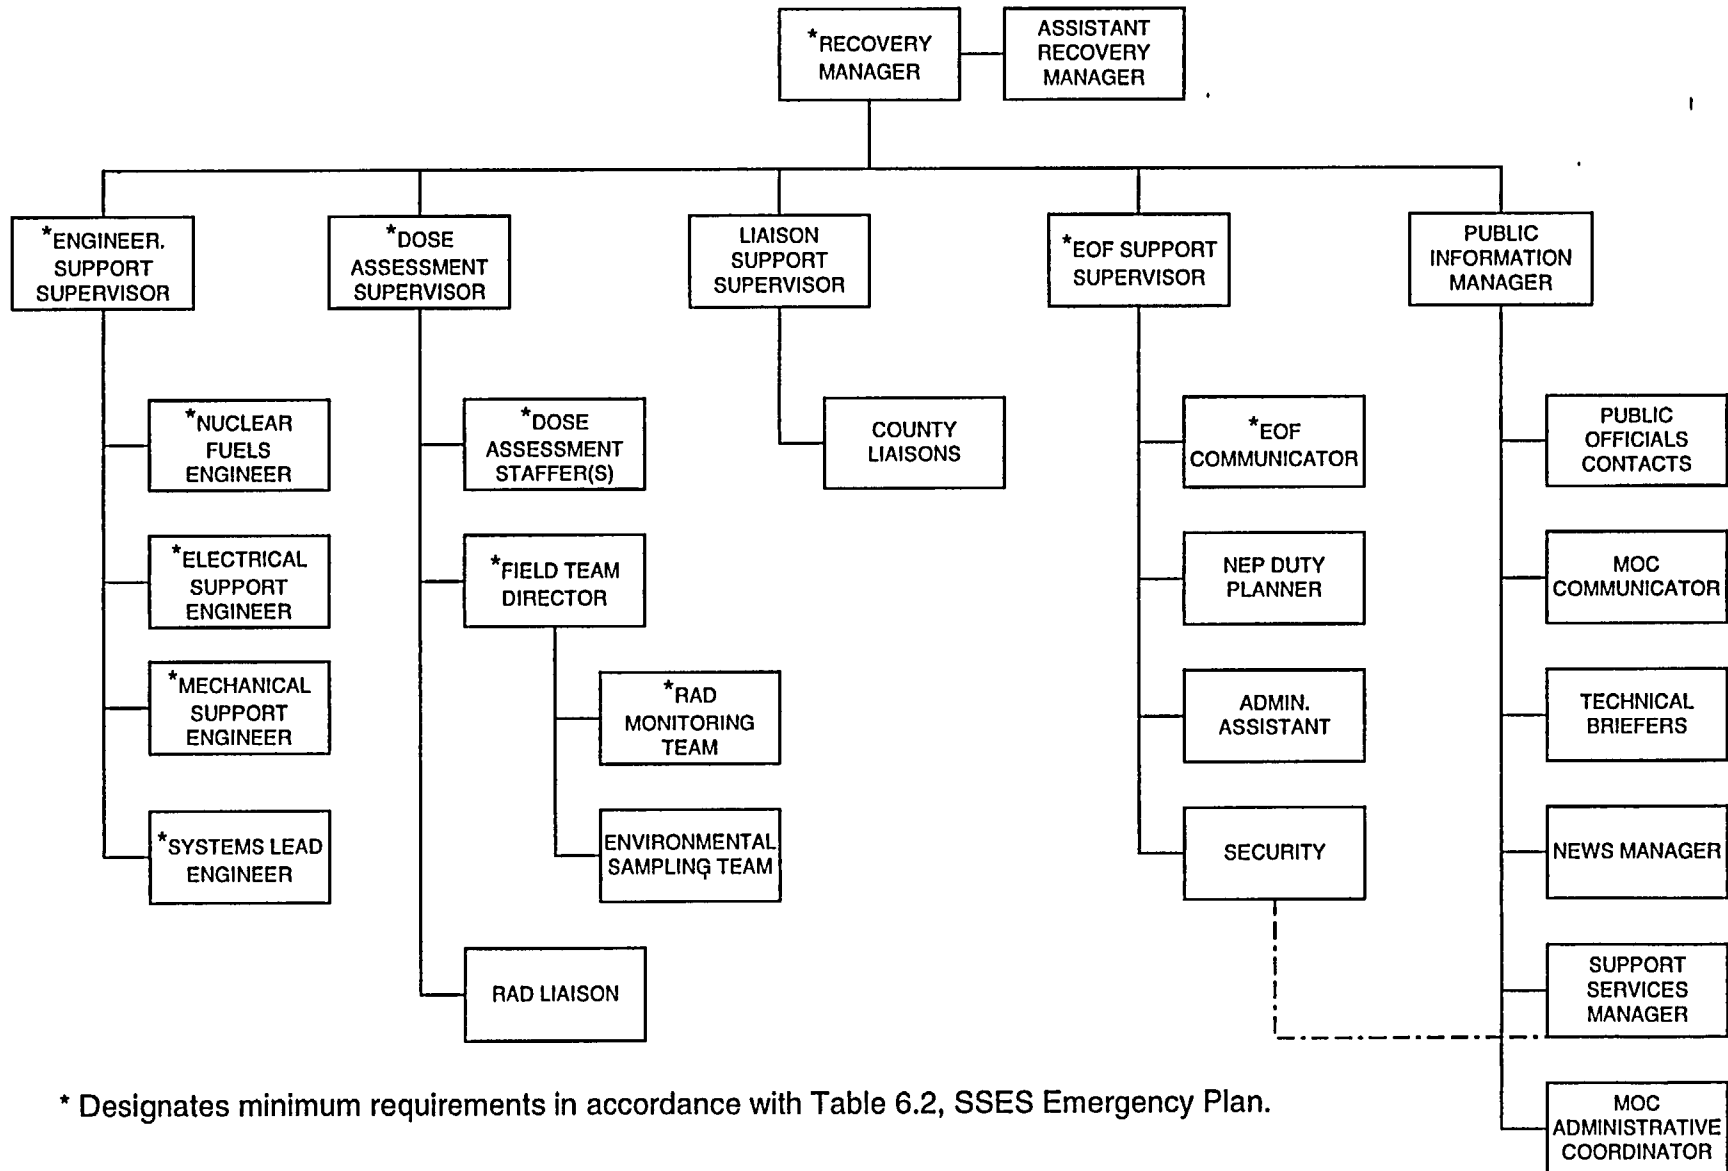 *RECOVERY
MANAGER
ASSISTANT
RECOVERY
MANAGER
*ENGINEER.
SUPPORT
SUPERVISOR
*DOSE
ASSESSMENT
SUPERVISOR
LIAISON
SUPPORT
SUPERVISOR
*EOF SUPPORT
SUPERVISOR
PUBLIC
INFORMATION
MANAGER
*NUCLEAR
FUELS
ENGINEER
*ELECTRICAL
SUPPORT
ENGINEER
*MECHANICAL
SUPPORT
ENGINEER
*SYSTEMS LEAD
ENGINEER
*DOSE
ASSESSMENT
STAFFER(S)
*FIELD TEAM
DIRECTOR
*RAD
MONITORING
TEAM
ENVIRONMENTAL
SAMPLING TEAM
RAD LIAISON
COUNTY
LIAISONS
*EOF
COMMUNICATOR
NEP DUTY
PLANNER
ADMIN.
ASSISTANT
SECURITY
PUBLIC
OFFICIALS
CONTACTS
MOC
COMMUNICATOR
TECHNICAL
BRIEFERS
NEWS MANAGER
SUPPORT
SERVICES
MANAGER
MOC
ADMINISTRATIVE
COORDINATOR
* Designates minimum requirements in accordance with Table 6.2, SSES Emergency Plan.